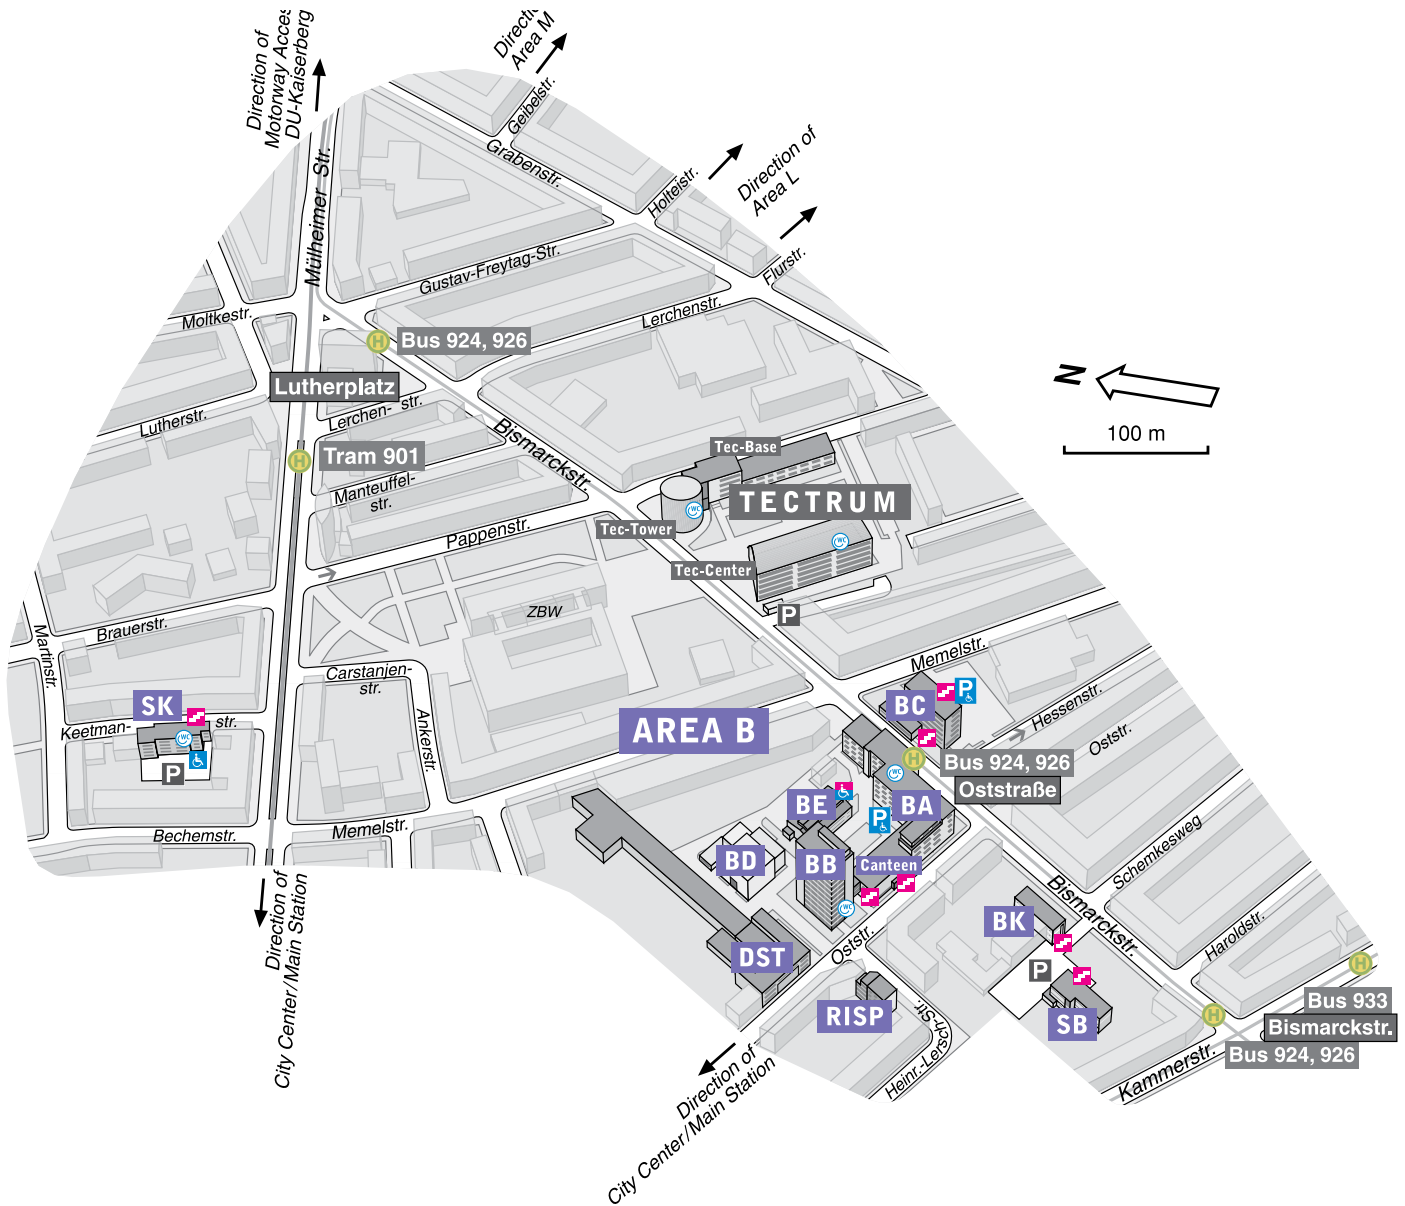 Direction of
Motorway Acces
DU-Kaiserberg
Area M
Geibelstr.
Grabenstr.
Mülheimer Str.
Holteistr.
Direction of
Area L
Flurstr.
Gustav-Freytag-Str.
Moltkestr.
Lerchenstr.
H
Bus 924, 926
Lutherplatz
N
100 m
Lutherstr.
Lerchen-
str.
Bismarckstr.
H
Tram 901
Tec-Base
Manteuffel-
str.
TECTRUM
WC
Pappenstr.
Tec-Tower
WC
Tec-Center
ZBW
P
Brauerstr.
Martinstr.
Memelstr.
Carstanjen-
str.
SK
Keetman-
str.
WC
P
Ankerstr.
AREA B
BC
P
Hessenstr.
Oststr.
H
Bus 924, 926
Oststraße
WC
BE
BA
P
Bechemstr.
Memelstr.
BD
BB
Canteen
Schemkesweg
Bismarckstr.
WC
BK
Direction of
City Center/Main Station
DST
Oststr.
Haroldstr.
P
H
Bus 933
Bismarckstr.
H
Bus 924, 926
RISP
SB
Heinr.-Lersch-Str.
Kammerstr.
Direction of
City Center/Main Station